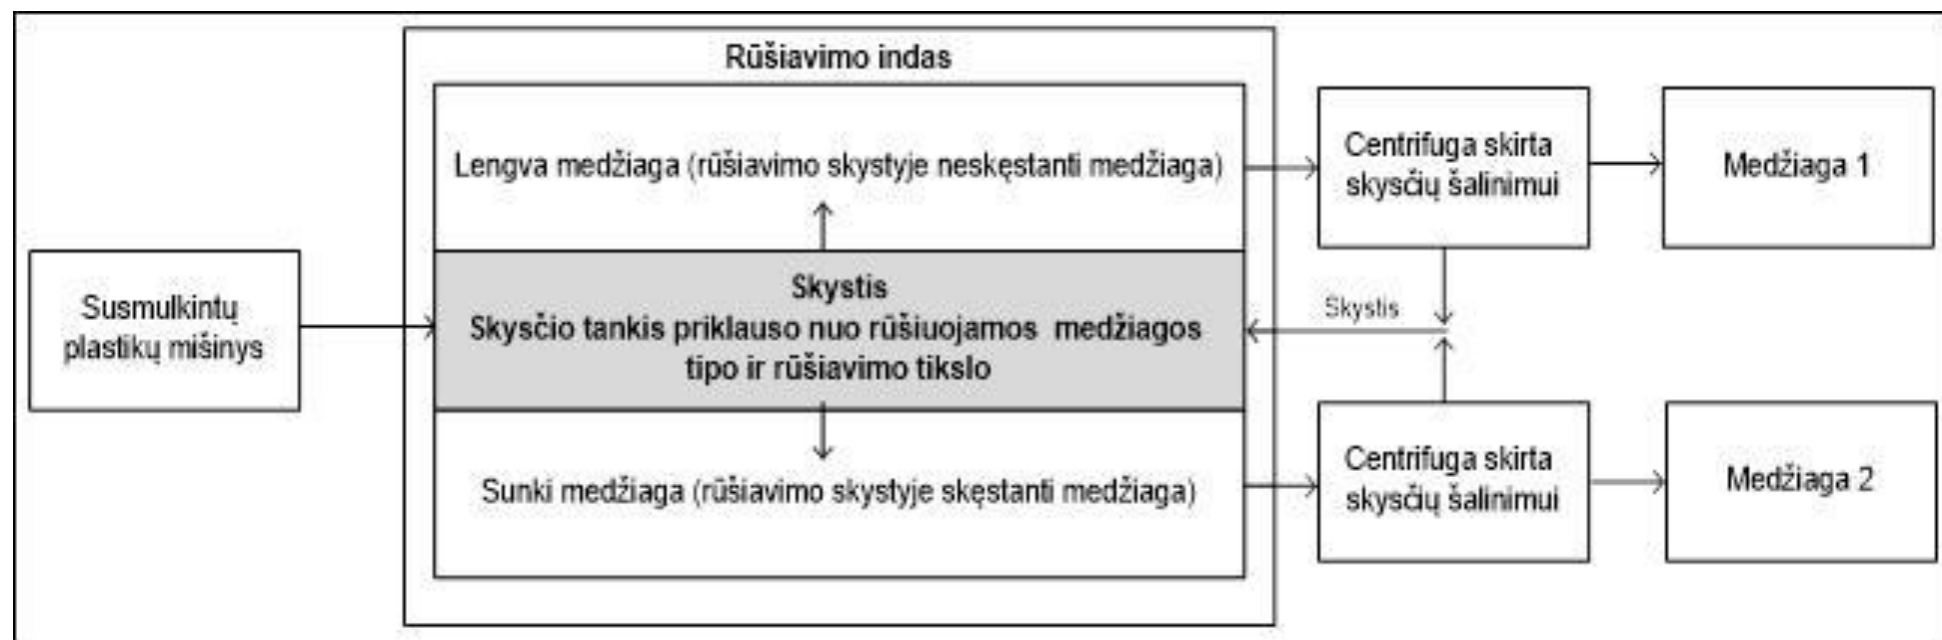 Rūšiavimo indas
Lengva medžiaga (rūšiavimo skystyje neskęstanti medžiaga)
Centrifuga skirta
skysčių šalinimui
Medžiaga 1
Susmulkintų
plastikų mišinys
Skystis
Skysčio tankis priklauso nuo rūšiuojamos medžiagos
tipo ir rūšiavimo tikslo
Skystis
Sunki medžiaga (rūšiavimo skystyje skęstanti medžiaga)
Centrifuga skirta
skysčių šalinimui
Medžiaga 2